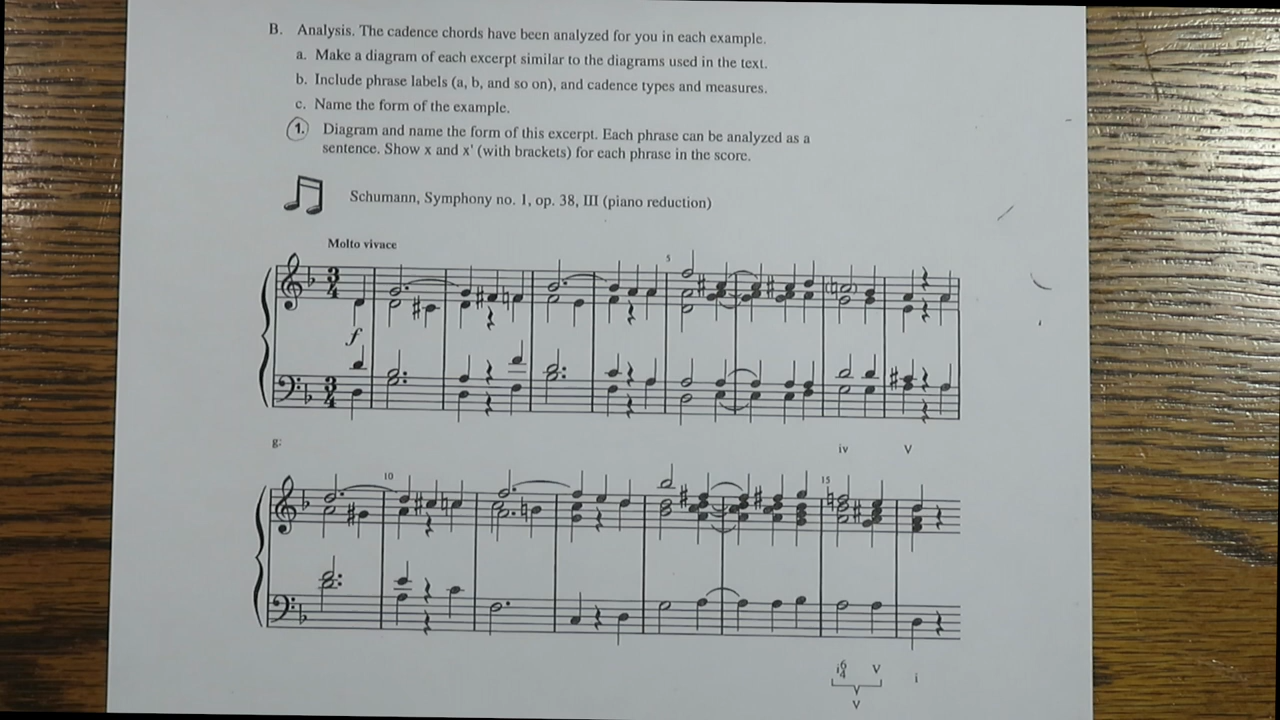 B. Analysis. The cadence chords have been analyzed for you in each example.
a. Make a diagram of each excerpt similar to the diagrams used in the text.
b. Include phrase labels (a, b, and so on), and cadence types and measures.
c. Name the form of the example.
1. Diagram and name the form of this excerpt. Each phrase can be analyzed as a
sentence. Show x and x' (with brackets) for each phrase in the score.
Schumann, Symphony no. 1, op. 38, III (piano reduction)
Molto vivace
5
3
4
f
3
4
g:
iv V
10
15
i6 V
4
V
i